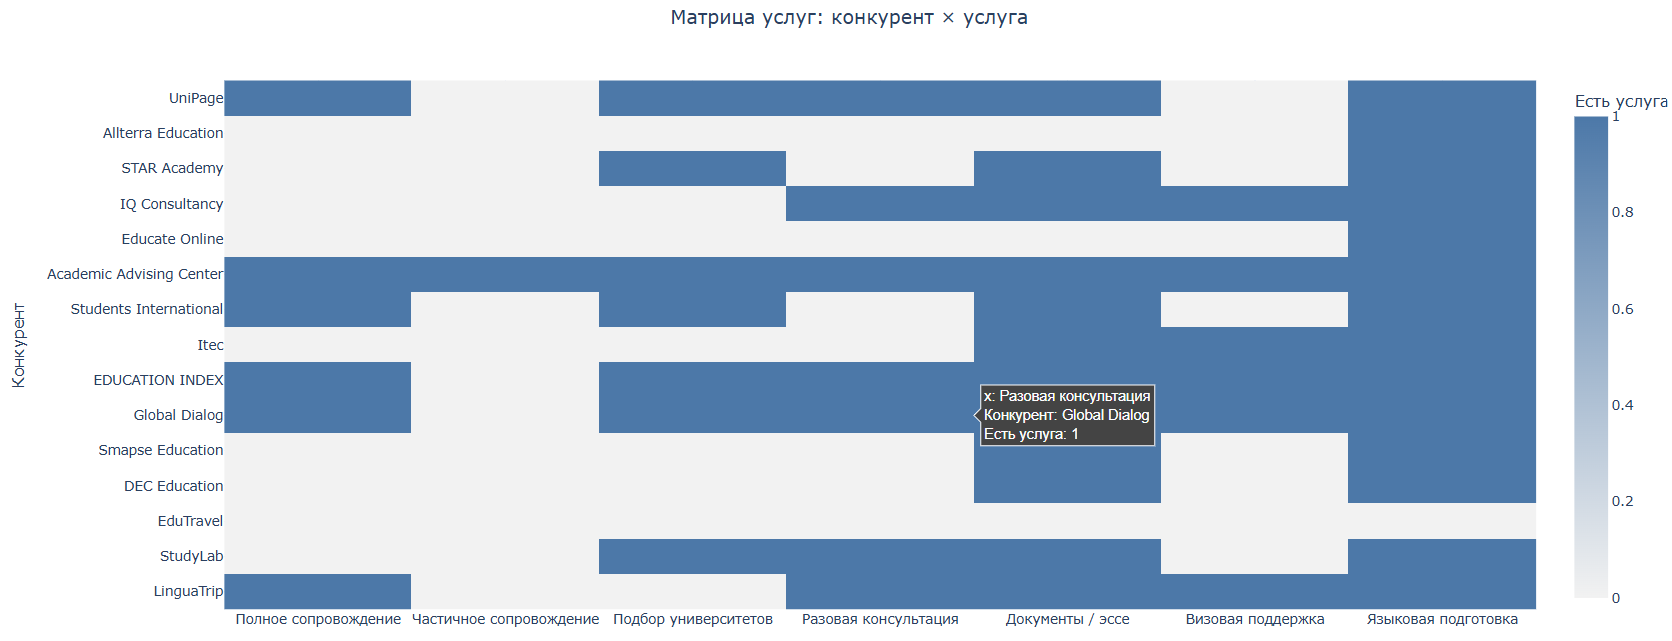 Матрица услуг: конкурент × услуга
Есть услуга
1
0.8
0.6
0.4
0.2
0
Конкурент
UniPage
Allterra Education
STAR Academy
IQ Consultancy
Educate Online
Academic Advising Center
Students International
Itec
EDUCATION INDEX
Global Dialog
Smapse Education
DEC Education
EduTravel
StudyLab
LinguaTrip
x: Разовая консультация
Конкурент: Global Dialog
Есть услуга: 1
Полное сопровождение
Частичное сопровождение
Подбор университетов
Разовая консультация
Документы / эссе
Визовая поддержка
Языковая подготовка